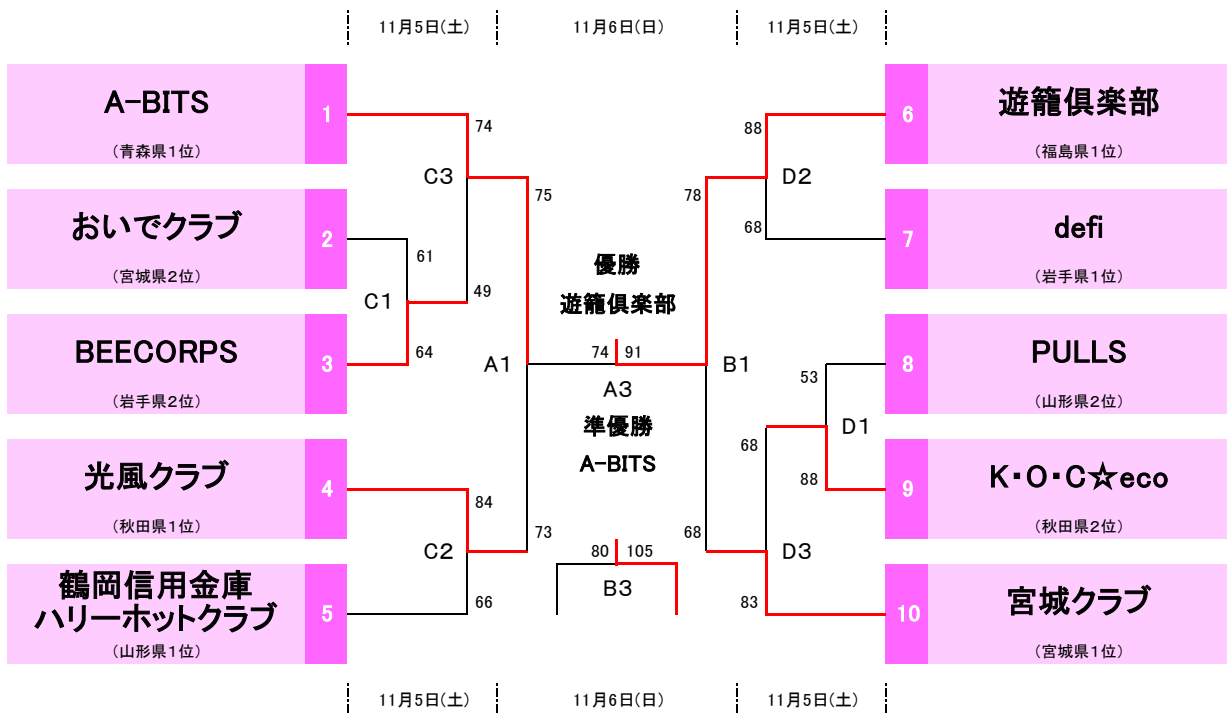 11月5日(土)
11月6日(日)
11月5日(土)
A-BITS
(青森県1位)
1
おいでクラブ
(宮城県2位)
2
BEECORPS
(岩手県2位)
3
光風クラブ
(秋田県1位)
4
鶴岡信用金庫
ハリーホットクラブ
(山形県1位)
5
74
C3
61
49
C1
64
84
C2
66
75
A1
73
優勝
遊籠倶楽部
74
91
A3
準優勝
A-BITS
80
105
B3
78
B1
68
88
D2
68
53
D1
68
88
D3
83
6
遊籠倶楽部
(福島県1位)
7
defi
(岩手県1位)
8
PULLS
(山形県2位)
9
K・O・C☆eco
(秋田県2位)
10
宮城クラブ
(宮城県1位)
11月5日(土)
11月6日(日)
11月5日(土)